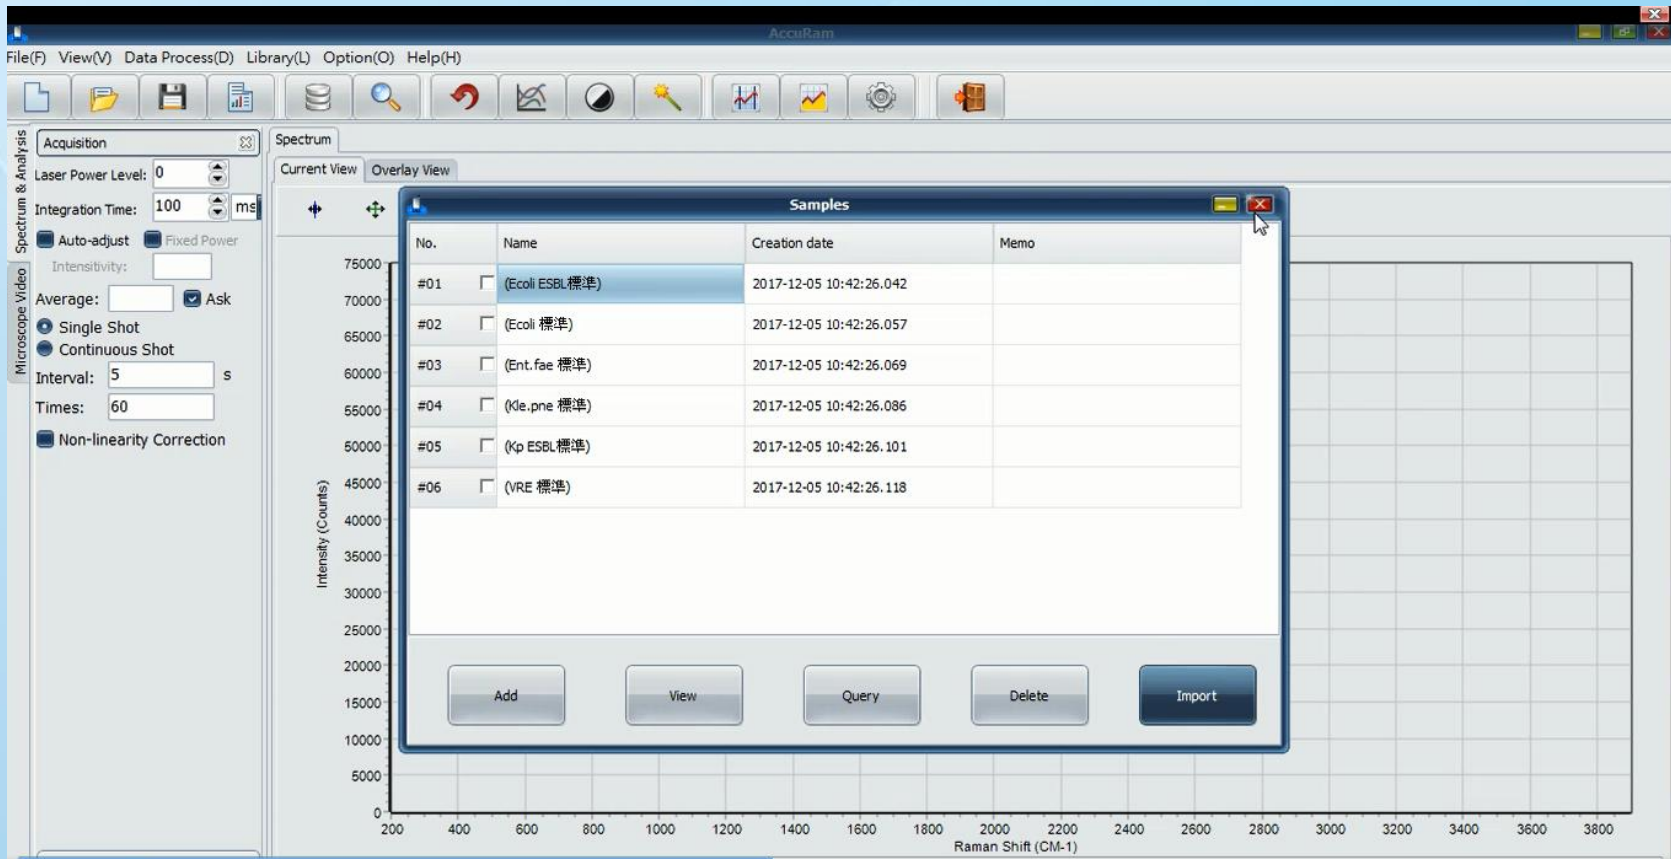 AccuRam
File(F) View(V) Data Process(D) Library(L) Option(O) Help(H)
Spectrum & Analysis
Microscope Video
Acquisition
Laser Power Level: 0
Integration Time: 100 ms
Auto-adjust Fixed Power
Intensitivity:
Average: Ask
Single Shot
Continuous Shot
Interval: 5 s
Times: 60
Non-linearity Correction
Spectrum
Current View Overlay View
Samples
No. Name Creation date Memo
#01 (Ecoli ESBL標準) 2017-12-05 10:42:26.042
#02 (Ecoli 標準) 2017-12-05 10:42:26.057
#03 (Ent.fae 標準) 2017-12-05 10:42:26.069
#04 (Kle.pne 標準) 2017-12-05 10:42:26.086
#05 (Kp ESBL標準) 2017-12-05 10:42:26.101
#06 (VRE 標準) 2017-12-05 10:42:26.118
Add View Query Delete Import
Intensity (Counts)
75000
70000
65000
60000
55000
50000
45000
40000
35000
30000
25000
20000
15000
10000
5000
0
200 400 600 800 1000 1200 1400 1600 1800 2000 2200 2400 2600 2800 3000 3200 3400 3600 3800
Raman Shift (CM-1)